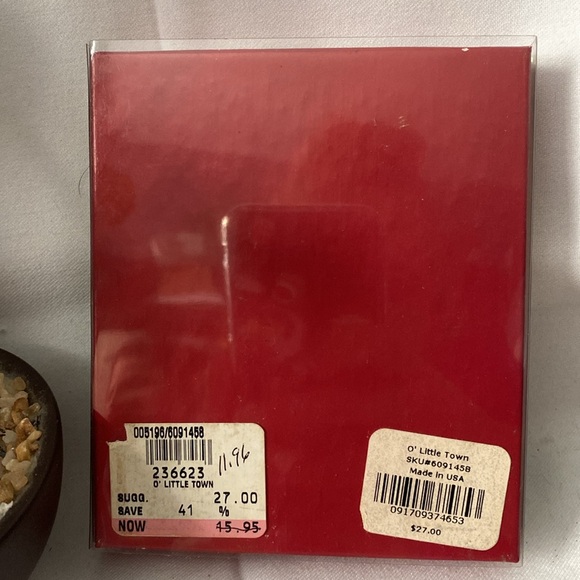 005196/6091458
236623
11.96
O' LITTLE TOWN
SUGG. 27.00
SAVE 41 %
NOW 15.95
O' Little Town
SKU#6091458
Made in USA
091709374653
$27.00